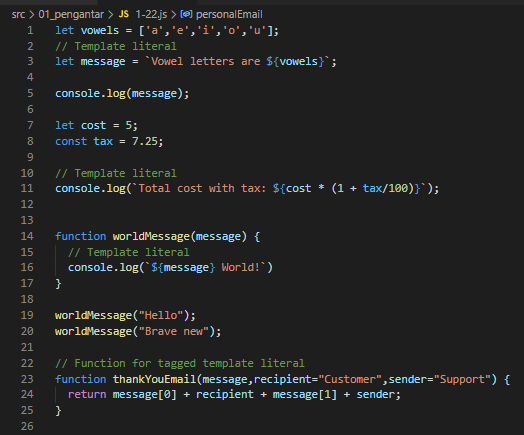 src > 01_pengantar > JS 1-22.js > personalEmail
1 let vowels = ['a','e','i','o','u'];
2 // Template literal
3 let message = `Vowel letters are ${vowels}`;
4
5 console.log(message);
6
7 let cost = 5;
8 const tax = 7.25;
9
10 // Template literal
11 console.log(`Total cost with tax: ${cost * (1 + tax/100)}`);
12
13
14 function worldMessage(message) {
15   // Template literal
16   console.log(`${message} World!`)
17 }
18
19 worldMessage("Hello");
20 worldMessage("Brave new");
21
22 // Function for tagged template literal
23 function thankYouEmail(message,recipient="Customer",sender="Support") {
24   return message[0] + recipient + message[1] + sender;
25 }
26